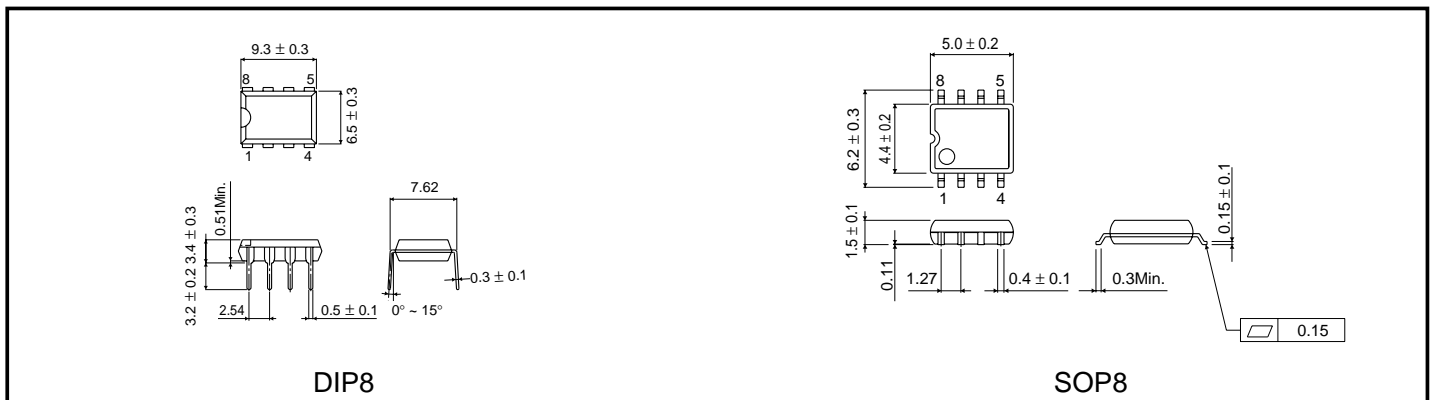 9.3 ± 0.3
8 5
6.5 ± 0.3
1 4
0.51Min.
3.4 ± 0.3
3.2 ± 0.2
7.62
0.3 ± 0.1
2.54
0.5 ± 0.1
0° ~ 15°
DIP8
5.0 ± 0.2
8 5
6.2 ± 0.3
4.4 ± 0.2
1 4
1.5 ± 0.1
0.11
1.27
0.4 ± 0.1
0.15 ± 0.1
0.3Min.
0.15
SOP8